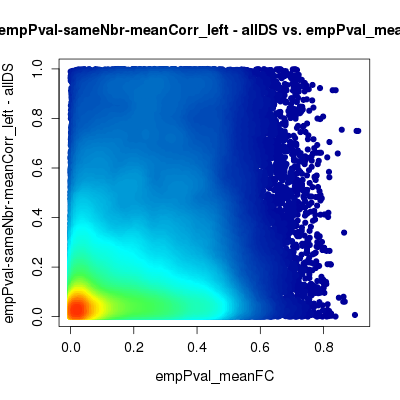 empPval-sameNbr-meanCorr_left - allDS vs. empPval_mea
empPval-sameNbr-meanCorr_left - allDS
1.0
0.8
0.6
0.4
0.2
0.0
0.0 0.2 0.4 0.6 0.8
empPval_meanFC